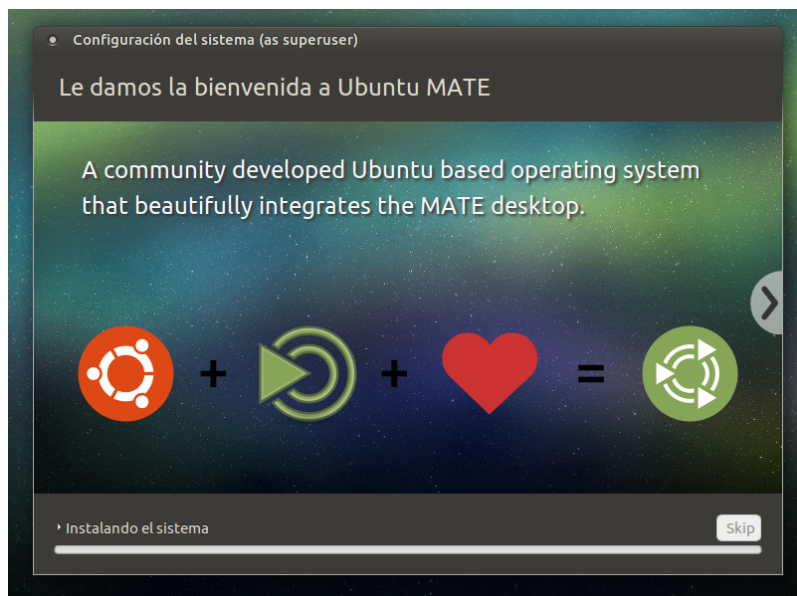 Configuración del sistema (as superuser)
Le damos la bienvenida a Ubuntu MATE
A community developed Ubuntu based operating system
that beautifully integrates the MATE desktop.
+ + =
Instalando el sistema
Skip